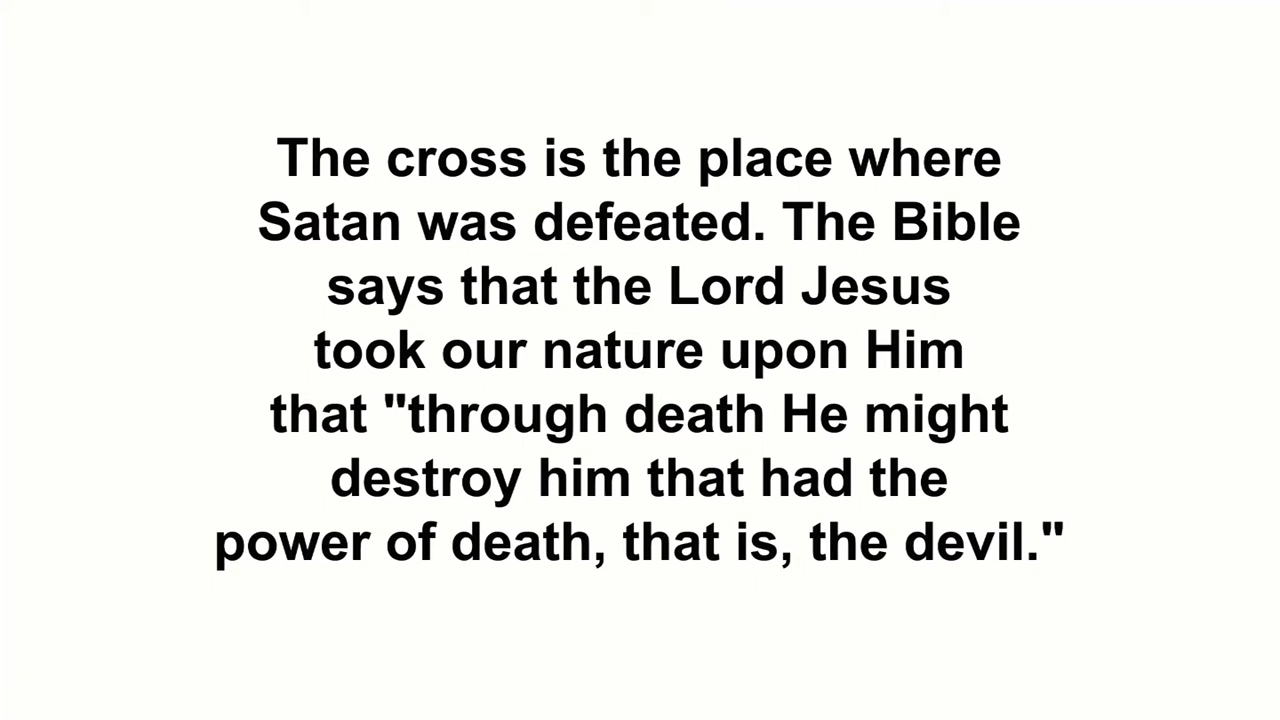 The cross is the place where
Satan was defeated. The Bible
says that the Lord Jesus
took our nature upon Him
that "through death He might
destroy him that had the
power of death, that is, the devil."